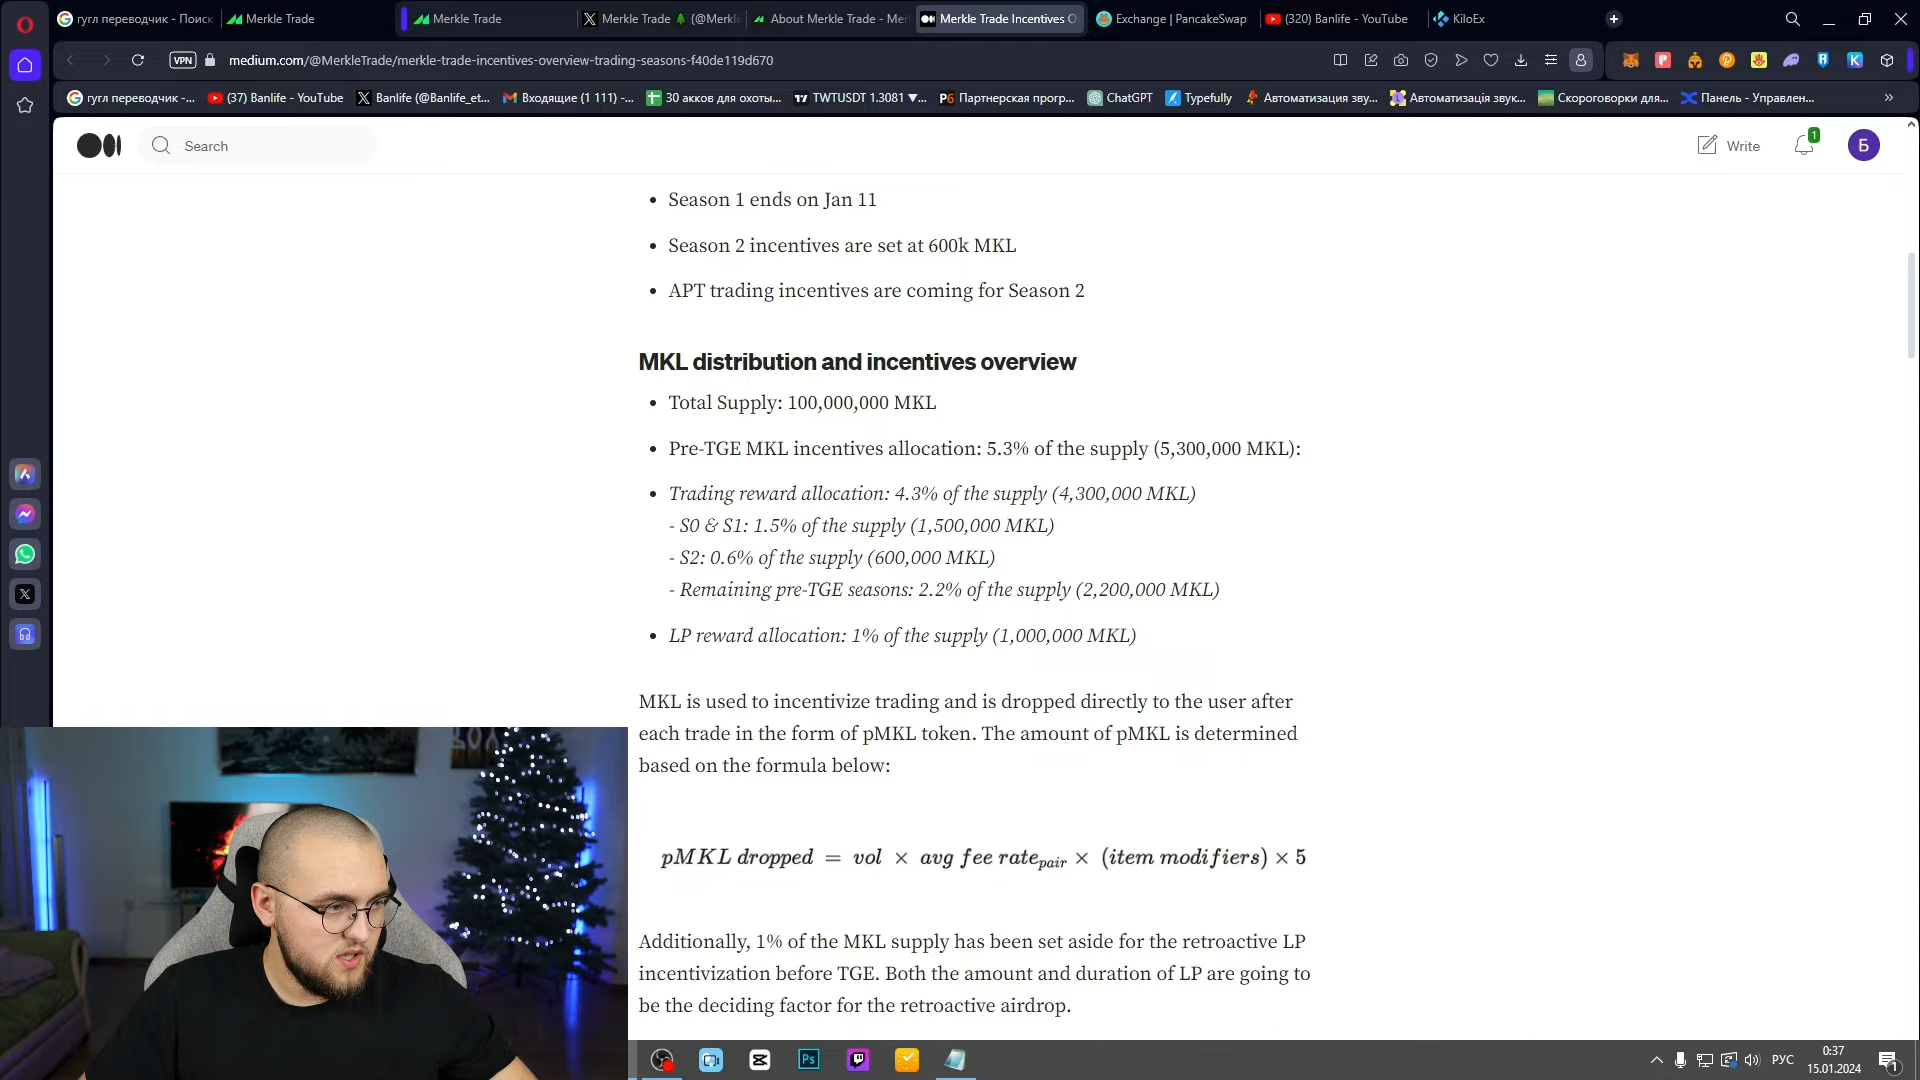 гугл переводчик - Поиск
Merkle Trade
Merkle Trade
Merkle Trade 🌲 (@Merkle
About Merkle Trade - Mer
Merkle Trade Incentives O
Exchange | PancakeSwap
(320) Banlife - YouTube
KiloEx
VPN
medium.com/@MerkleTrade/merkle-trade-incentives-overview-trading-seasons-f40de119d670
гугл переводчик -...
(37) Banlife - YouTube
Banlife (@Banlife_et...
Входящие (1 111) -...
30 акков для охоты...
TWTUSDT 1.3081 ▼...
Партнерская прогр...
ChatGPT
Typefully
Автоматизация зву...
Автоматизація звук...
Скороговорки для...
Панель - Управлен...
Search
Write
1
Б
• Season 1 ends on Jan 11
• Season 2 incentives are set at 600k MKL
• APT trading incentives are coming for Season 2
MKL distribution and incentives overview
• Total Supply: 100,000,000 MKL
• Pre-TGE MKL incentives allocation: 5.3% of the supply (5,300,000 MKL):
• Trading reward allocation: 4.3% of the supply (4,300,000 MKL)
- S0 & S1: 1.5% of the supply (1,500,000 MKL)
- S2: 0.6% of the supply (600,000 MKL)
- Remaining pre-TGE seasons: 2.2% of the supply (2,200,000 MKL)
• LP reward allocation: 1% of the supply (1,000,000 MKL)
MKL is used to incentivize trading and is dropped directly to the user after
each trade in the form of pMKL token. The amount of pMKL is determined
based on the formula below:
pMKL dropped = vol × avg fee rate pair × (item modifiers) × 5
Additionally, 1% of the MKL supply has been set aside for the retroactive LP
incentivization before TGE. Both the amount and duration of LP are going to
be the deciding factor for the retroactive airdrop.
Ps
РУС
0:37
15.01.2024
1